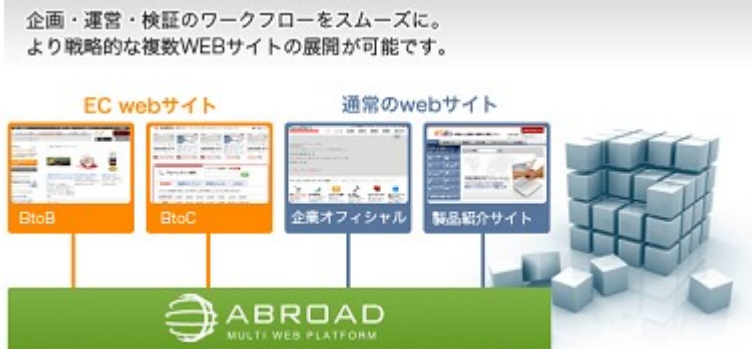 企画・運営・検証のワークフローをスムーズに。
より戦略的な複数WEBサイトの展開が可能です。
EC webサイト
通常のwebサイト
BtoB
BtoC
企業オフィシャル
製品紹介サイト
ABROAD
MULTI WEB PLATFORM